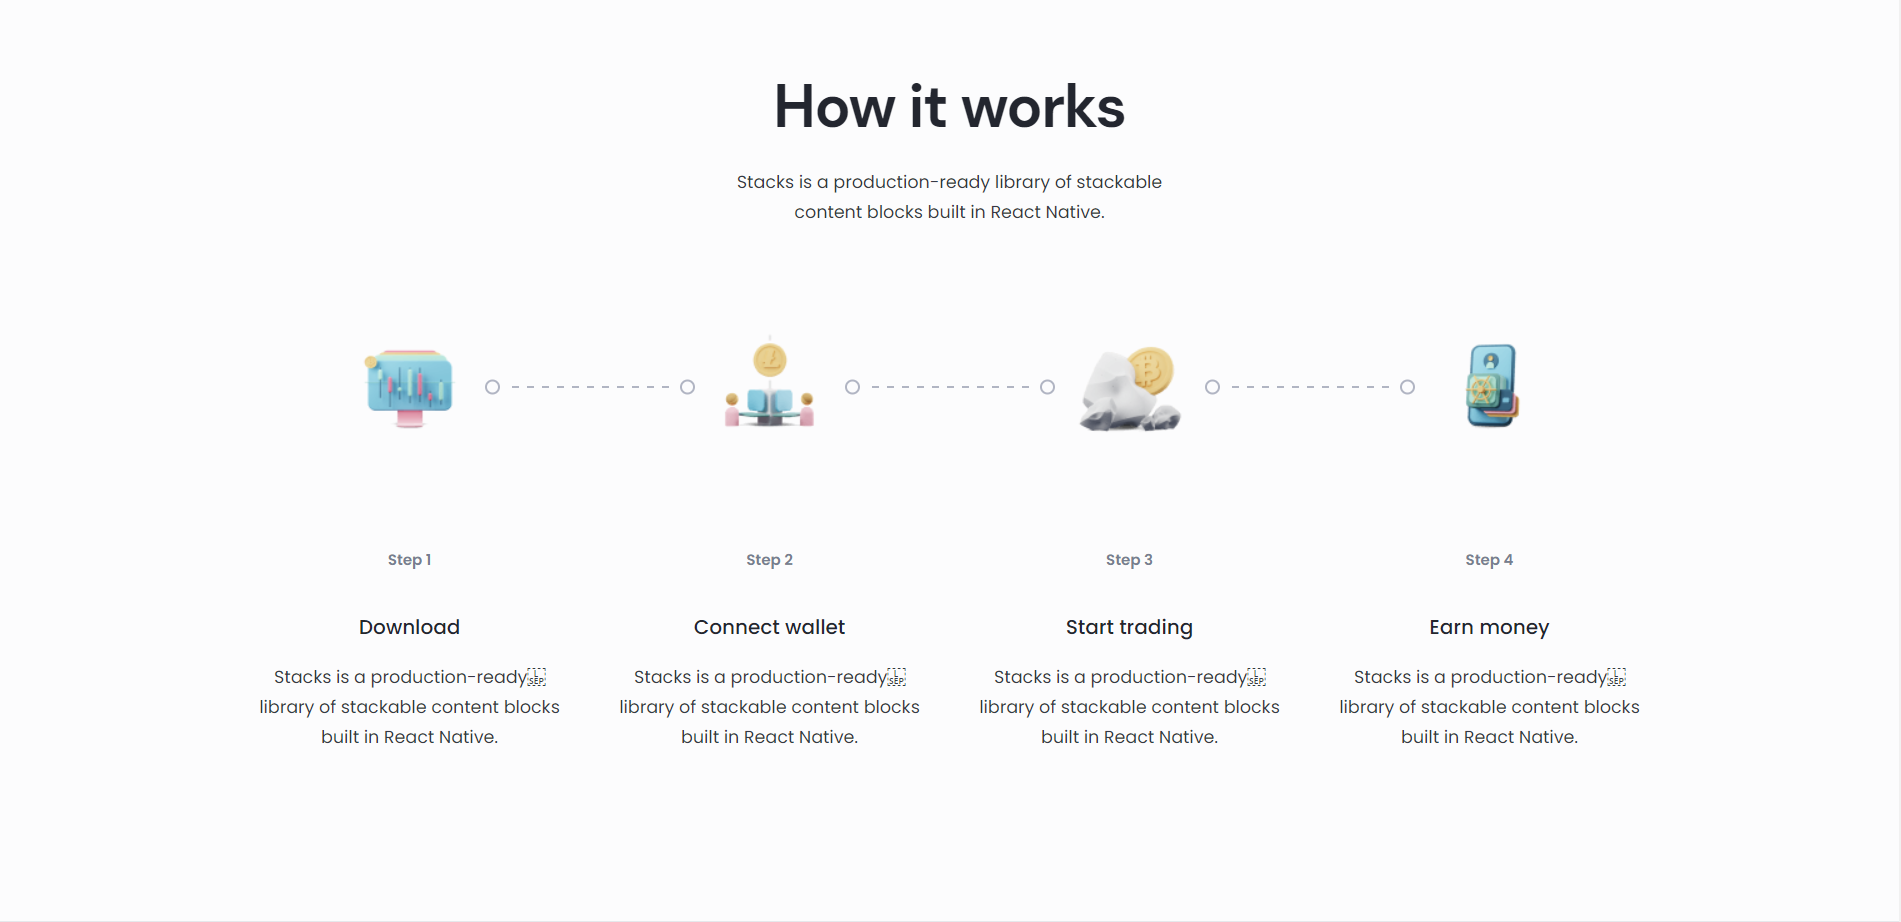 How it works
Stacks is a production-ready library of stackable
content blocks built in React Native.
Step 1
Download
Stacks is a production-ready
library of stackable content blocks
built in React Native.
Step 2
Connect wallet
Stacks is a production-ready
library of stackable content blocks
built in React Native.
Step 3
Start trading
Stacks is a production-ready
library of stackable content blocks
built in React Native.
Step 4
Earn money
Stacks is a production-ready
library of stackable content blocks
built in React Native.